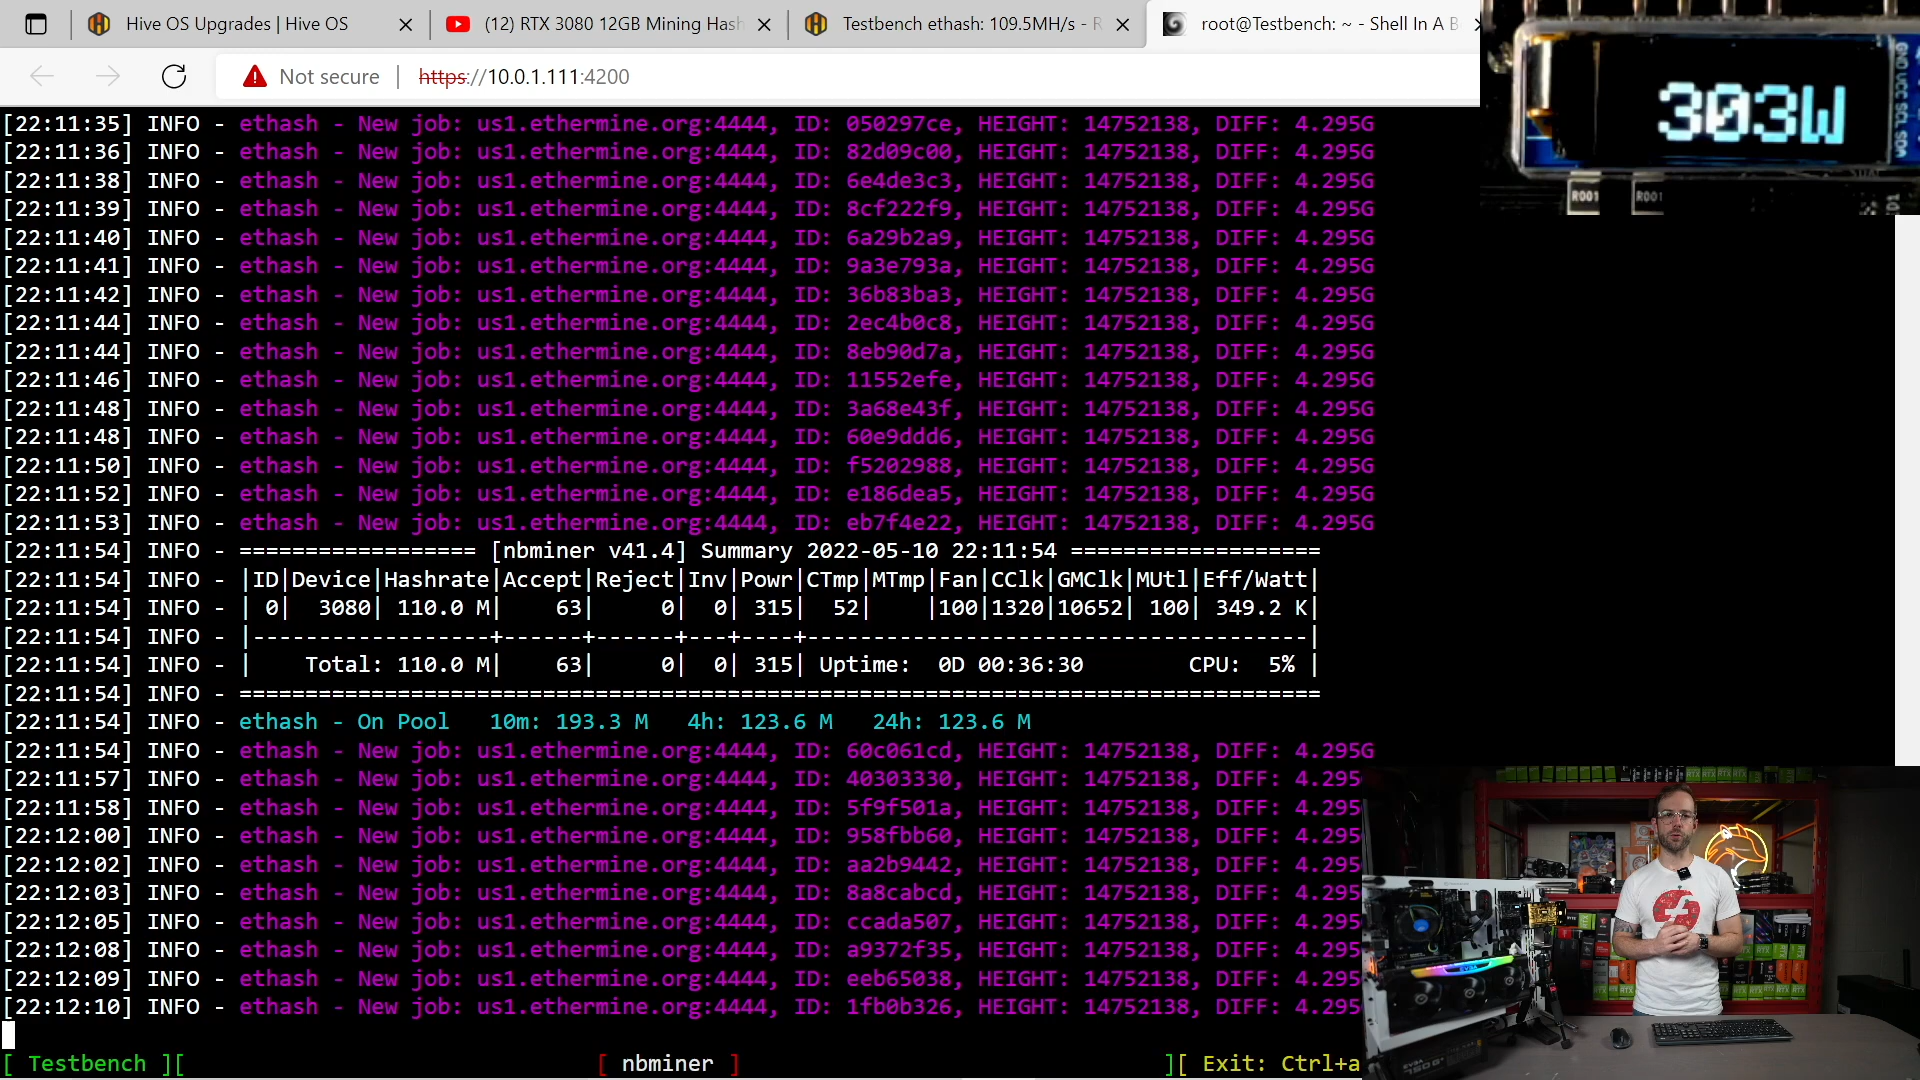 Hive OS Upgrades | Hive OS
(12) RTX 3080 12GB Mining Hash
Testbench ethash: 109.5MH/s - R
root@Testbench: ~ - Shell In A B
Not secure | https://10.0.1.111:4200
303W
GND VCC SCL SDA
R001 R001
[22:11:35] INFO - ethash - New job: us1.ethermine.org:4444, ID: 050297ce, HEIGHT: 14752138, DIFF: 4.295G
[22:11:36] INFO - ethash - New job: us1.ethermine.org:4444, ID: 82d09c00, HEIGHT: 14752138, DIFF: 4.295G
[22:11:38] INFO - ethash - New job: us1.ethermine.org:4444, ID: 6e4de3c3, HEIGHT: 14752138, DIFF: 4.295G
[22:11:39] INFO - ethash - New job: us1.ethermine.org:4444, ID: 8cf222f9, HEIGHT: 14752138, DIFF: 4.295G
[22:11:40] INFO - ethash - New job: us1.ethermine.org:4444, ID: 6a29b2a9, HEIGHT: 14752138, DIFF: 4.295G
[22:11:41] INFO - ethash - New job: us1.ethermine.org:4444, ID: 9a3e793a, HEIGHT: 14752138, DIFF: 4.295G
[22:11:42] INFO - ethash - New job: us1.ethermine.org:4444, ID: 36b83ba3, HEIGHT: 14752138, DIFF: 4.295G
[22:11:44] INFO - ethash - New job: us1.ethermine.org:4444, ID: 2ec4b0c8, HEIGHT: 14752138, DIFF: 4.295G
[22:11:44] INFO - ethash - New job: us1.ethermine.org:4444, ID: 8eb90d7a, HEIGHT: 14752138, DIFF: 4.295G
[22:11:46] INFO - ethash - New job: us1.ethermine.org:4444, ID: 11552efe, HEIGHT: 14752138, DIFF: 4.295G
[22:11:48] INFO - ethash - New job: us1.ethermine.org:4444, ID: 3a68e43f, HEIGHT: 14752138, DIFF: 4.295G
[22:11:48] INFO - ethash - New job: us1.ethermine.org:4444, ID: 60e9ddd6, HEIGHT: 14752138, DIFF: 4.295G
[22:11:50] INFO - ethash - New job: us1.ethermine.org:4444, ID: f5202988, HEIGHT: 14752138, DIFF: 4.295G
[22:11:52] INFO - ethash - New job: us1.ethermine.org:4444, ID: e186dea5, HEIGHT: 14752138, DIFF: 4.295G
[22:11:53] INFO - ethash - New job: us1.ethermine.org:4444, ID: eb7f4e22, HEIGHT: 14752138, DIFF: 4.295G
[22:11:54] INFO - ================== [nbminer v41.4] Summary 2022-05-10 22:11:54 ===================
[22:11:54] INFO - |ID|Device|Hashrate|Accept|Reject|Inv|Powr|CTmp|MTmp|Fan|CClk|GMClk|MUtl|Eff/Watt|
[22:11:54] INFO - | 0| 3080| 110.0 M| 63| 0| 0| 315| 52| |100|1320|10652| 100| 349.2 K|
[22:11:54] INFO - |------------------+------+------+---+----+--------------------------------------|
[22:11:54] INFO - | Total: 110.0 M| 63| 0| 0| 315| Uptime: 0D 00:36:30 CPU: 5% |
[22:11:54] INFO - ==================================================================================
[22:11:54] INFO - ethash - On Pool 10m: 193.3 M 4h: 123.6 M 24h: 123.6 M
[22:11:54] INFO - ethash - New job: us1.ethermine.org:4444, ID: 60c061cd, HEIGHT: 14752138, DIFF: 4.295G
[22:11:57] INFO - ethash - New job: us1.ethermine.org:4444, ID: 40303330, HEIGHT: 14752138, DIFF: 4.295
[22:11:58] INFO - ethash - New job: us1.ethermine.org:4444, ID: 5f9f501a, HEIGHT: 14752138, DIFF: 4.295
[22:12:00] INFO - ethash - New job: us1.ethermine.org:4444, ID: 958fbb60, HEIGHT: 14752138, DIFF: 4.295
[22:12:02] INFO - ethash - New job: us1.ethermine.org:4444, ID: aa2b9442, HEIGHT: 14752138, DIFF: 4.295
[22:12:03] INFO - ethash - New job: us1.ethermine.org:4444, ID: 8a8cabcd, HEIGHT: 14752138, DIFF: 4.295
[22:12:05] INFO - ethash - New job: us1.ethermine.org:4444, ID: ccada507, HEIGHT: 14752138, DIFF: 4.295
[22:12:08] INFO - ethash - New job: us1.ethermine.org:4444, ID: a9372f35, HEIGHT: 14752138, DIFF: 4.295
[22:12:09] INFO - ethash - New job: us1.ethermine.org:4444, ID: eeb65038, HEIGHT: 14752138, DIFF: 4.295
[22:12:10] INFO - ethash - New job: us1.ethermine.org:4444, ID: 1fb0b326, HEIGHT: 14752138, DIFF: 4.295
[ Testbench ][ [ nbminer ] ][ Exit: Ctrl+a